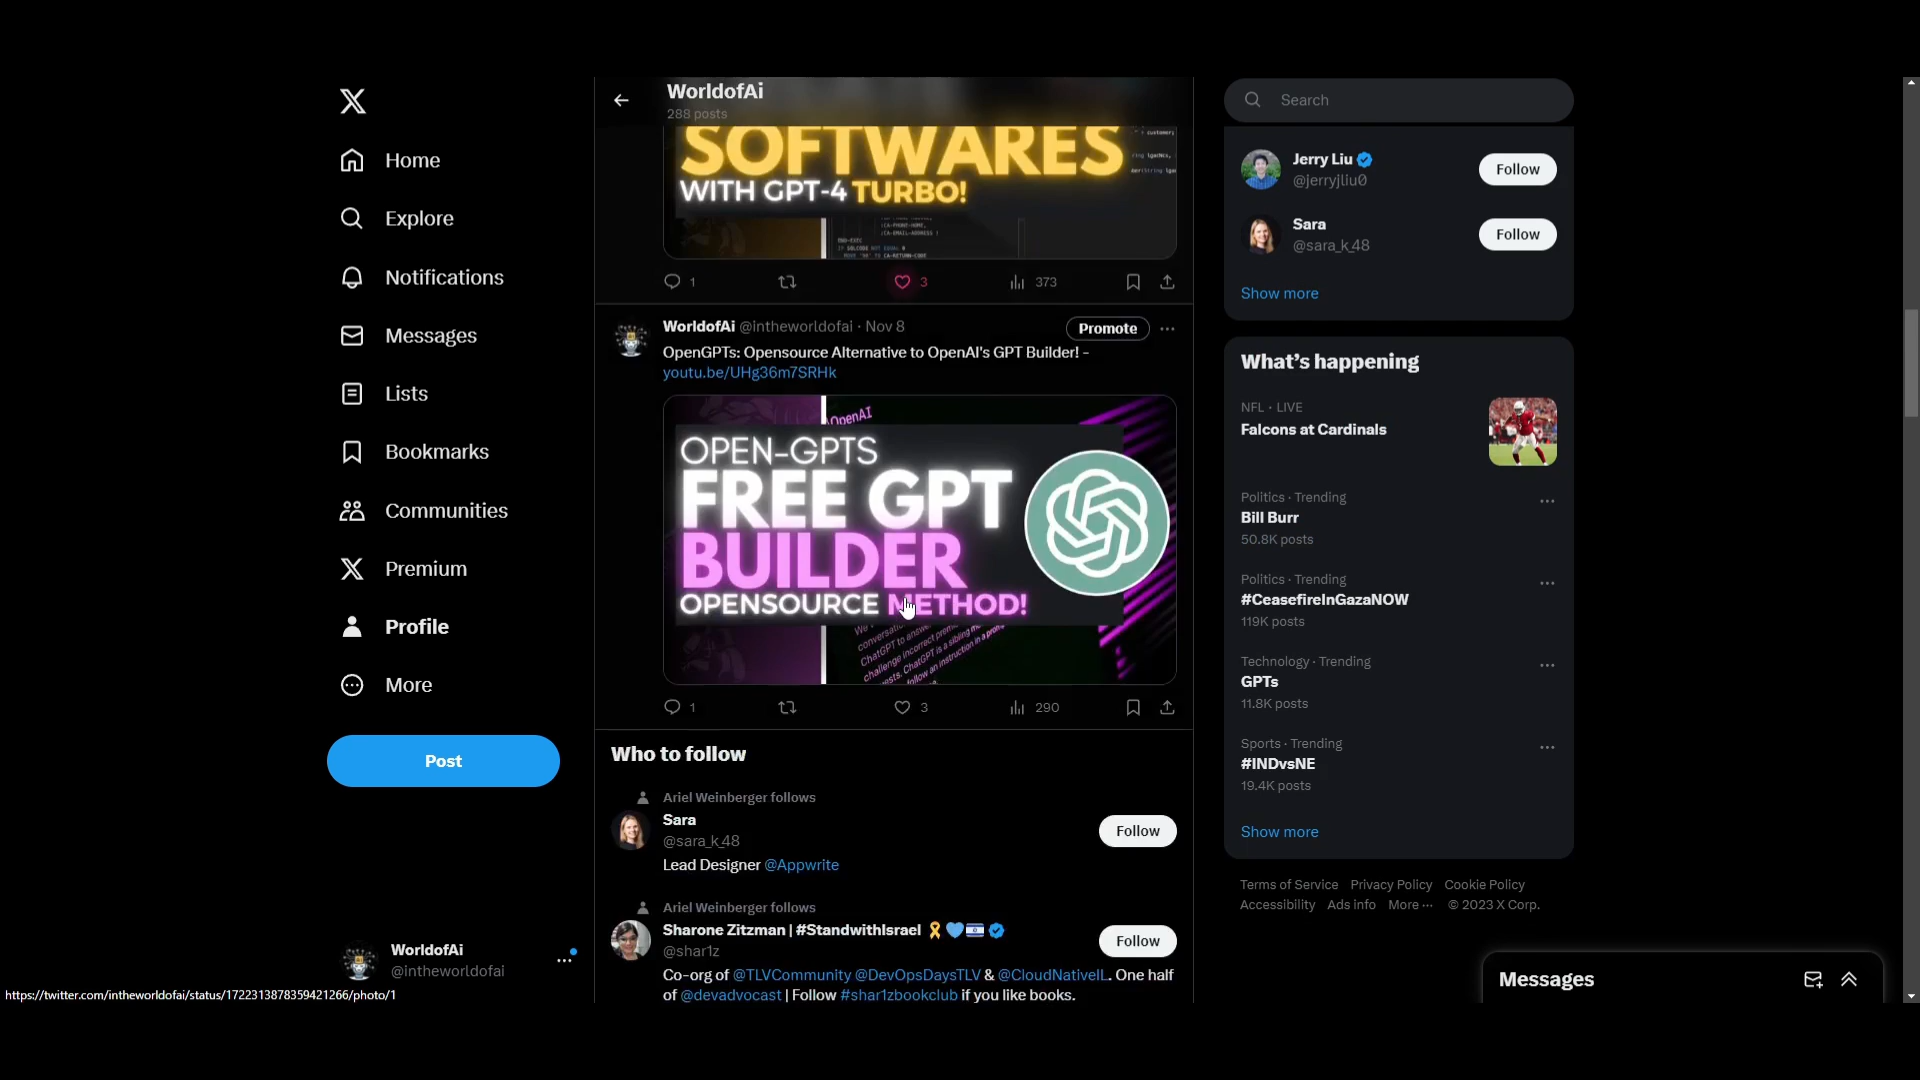 Home
Explore
Notifications
Messages
Lists
Bookmarks
Communities
Premium
Profile
More
Post
WorldofAi
@intheworldofai
https://twitter.com/intheworldofai/status/1722313878359421266/photo/1
WorldofAi
288 posts
SOFTWARES
WITH GPT-4 TURBO!
1
3
373
WorldofAi @intheworldofai · Nov 8
Promote
OpenGPTs: Opensource Alternative to OpenAI's GPT Builder! -
youtu.be/UHg36m7SRHk
OpenAI
OPEN-GPTS
FREE GPT
BUILDER
OPENSOURCE METHOD!
1
3
290
Who to follow
Ariel Weinberger follows
Sara
@sara_k_48
Follow
Lead Designer @Appwrite
Ariel Weinberger follows
Sharone Zitzman | #StandwithIsrael
@shar1z
Follow
Co-org of @TLVCommunity @DevOpsDaysTLV & @CloudNativeIL. One half
of @devadvocast | Follow #shar1zbookclub if you like books.
Search
Jerry Liu
@jerryjliu0
Follow
Sara
@sara_k_48
Follow
Show more
What's happening
NFL · LIVE
Falcons at Cardinals
Politics · Trending
Bill Burr
50.8K posts
Politics · Trending
#CeasefireInGazaNOW
119K posts
Technology · Trending
GPTs
11.8K posts
Sports · Trending
#INDvsNE
19.4K posts
Show more
Terms of Service Privacy Policy Cookie Policy
Accessibility Ads info More ··· © 2023 X Corp.
Messages